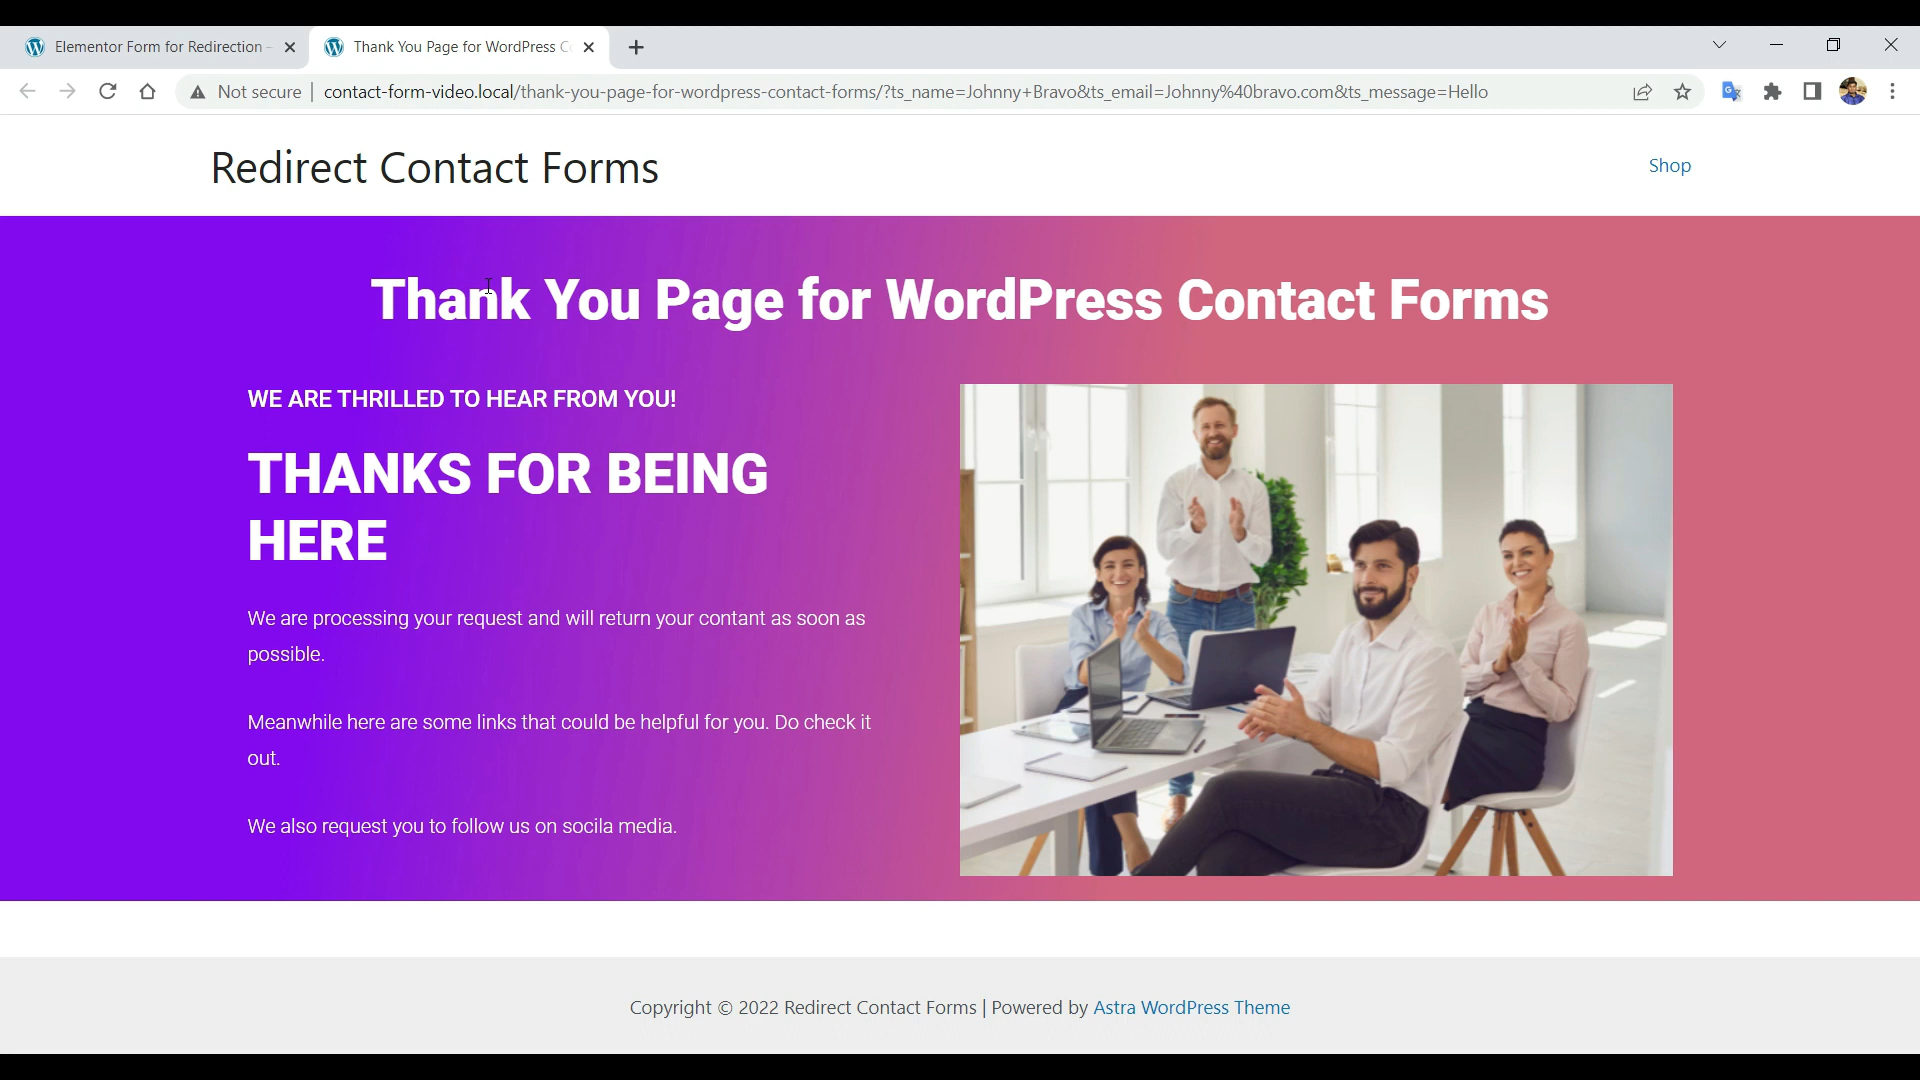 Elementor Form for Redirection -
Thank You Page for WordPress C
Not secure
contact-form-video.local/thank-you-page-for-wordpress-contact-forms/?ts_name=Johnny+Bravo&ts_email=Johnny%40bravo.com&ts_message=Hello
Redirect Contact Forms
Shop
Thank You Page for WordPress Contact Forms
WE ARE THRILLED TO HEAR FROM YOU!
THANKS FOR BEING
HERE
We are processing your request and will return your contant as soon as
possible.
Meanwhile here are some links that could be helpful for you. Do check it
out.
We also request you to follow us on socila media.
Copyright © 2022 Redirect Contact Forms | Powered by Astra WordPress Theme